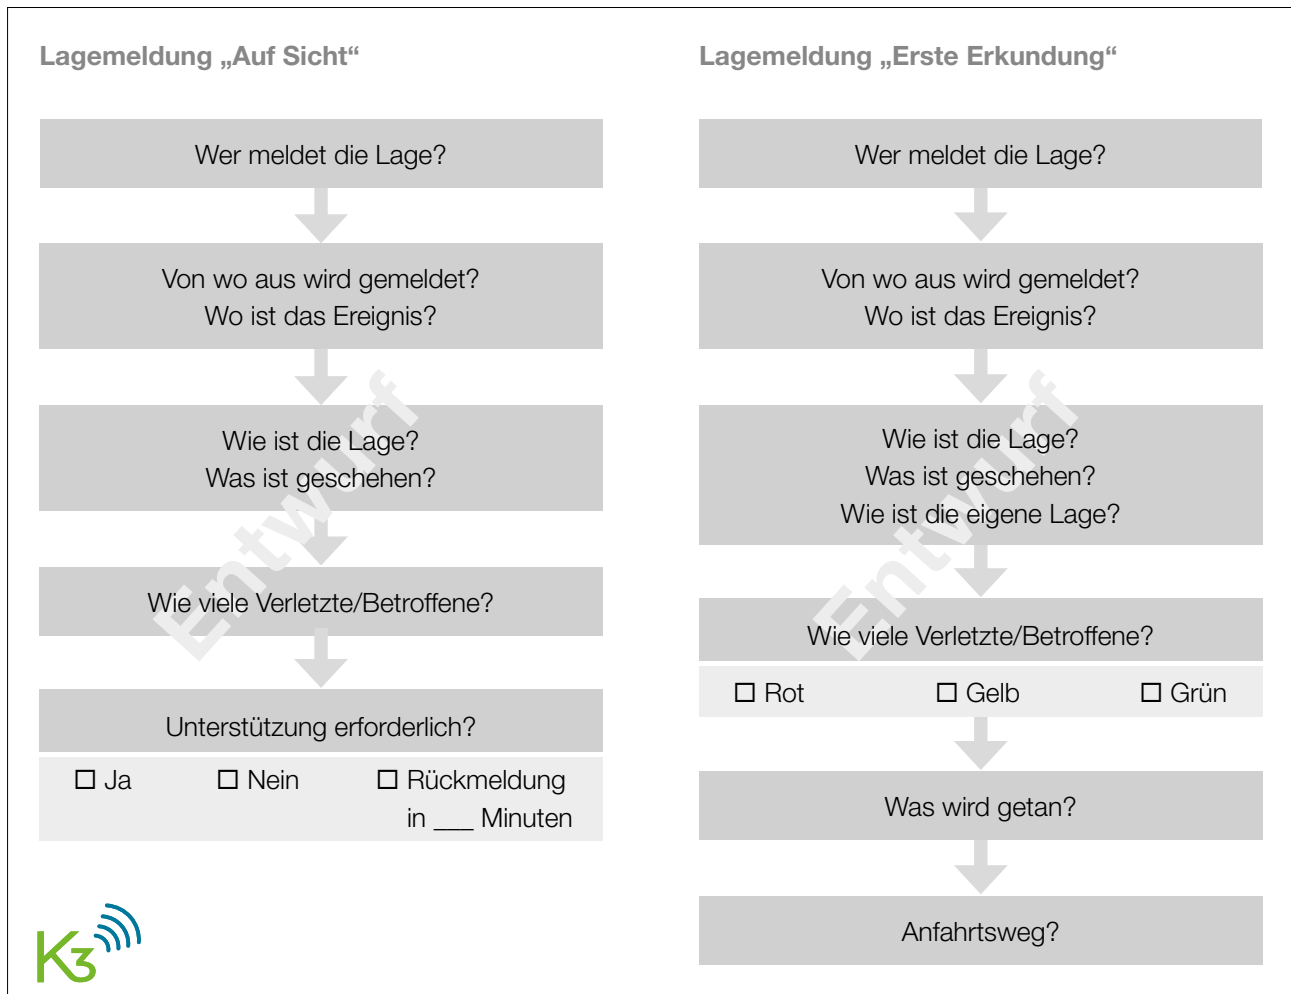 Lagemeldung „Auf Sicht“
Wer meldet die Lage?
Von wo aus wird gemeldet?
Wo ist das Ereignis?
Wie ist die Lage?
Was ist geschehen?
Wie viele Verletzte/Betroffene?
Unterstützung erforderlich?
☐ Ja ☐ Nein ☐ Rückmeldung
in ___ Minuten
Entwurf
K3
Lagemeldung „Erste Erkundung“
Wer meldet die Lage?
Von wo aus wird gemeldet?
Wo ist das Ereignis?
Wie ist die Lage?
Was ist geschehen?
Wie ist die eigene Lage?
Wie viele Verletzte/Betroffene?
☐ Rot ☐ Gelb ☐ Grün
Was wird getan?
Anfahrtsweg?
Entwurf